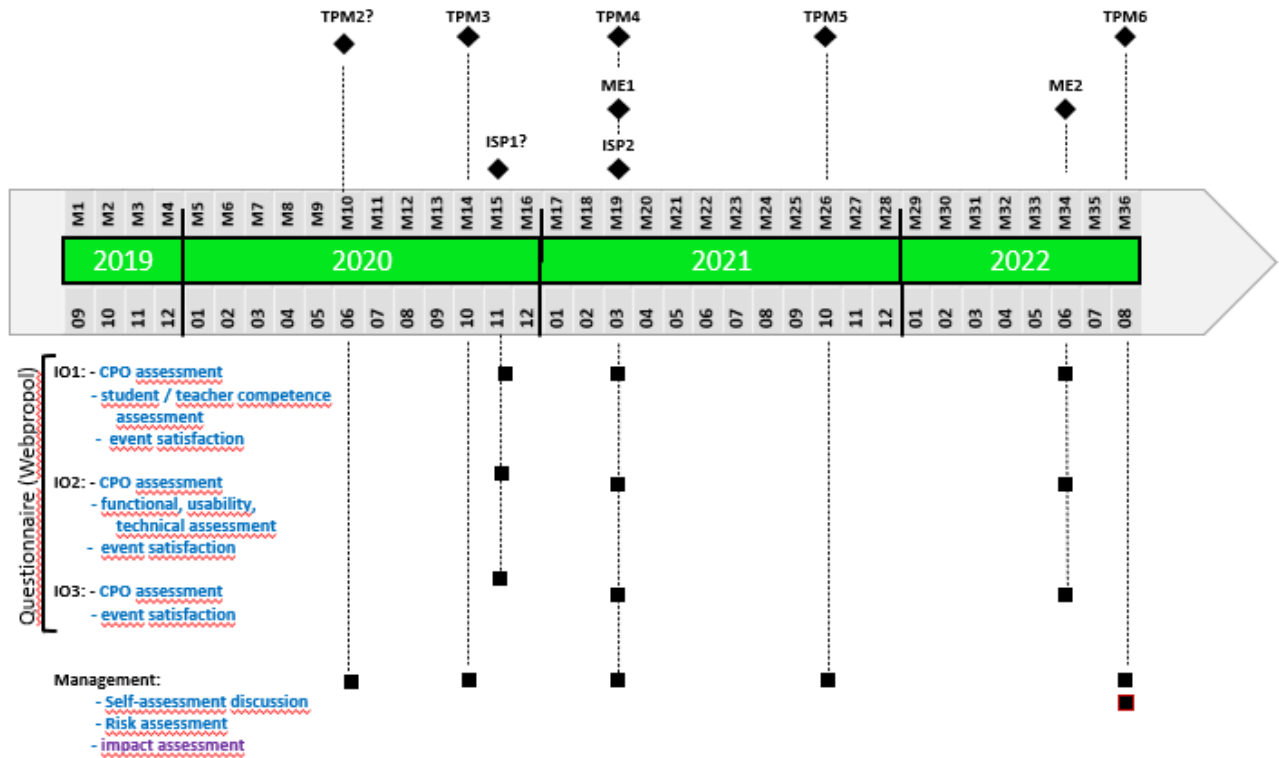 TPM2? TPM3 TPM4 TPM5 TPM6
ME1 ME2
ISP1? ISP2
M1 M2 M3 M4 M5 M6 M7 M8 M9 M10 M11 M12 M13 M14 M15 M16 M17 M18 M19 M20 M21 M22 M23 M24 M25 M26 M27 M28 M29 M30 M31 M32 M33 M34 M35 M36
2019 2020 2021 2022
09 10 11 12 01 02 03 04 05 06 07 08 09 10 11 12 01 02 03 04 05 06 07 08 09 10 11 12 01 02 03 04 05 06 07 08
Questionnaire (Webpropol)
IO1: - CPO assessment
- student / teacher competence
assessment
- event satisfaction
IO2: - CPO assessment
- functional, usability,
technical assessment
- event satisfaction
IO3: - CPO assessment
- event satisfaction
Management:
- Self-assessment discussion
- Risk assessment
- impact assessment